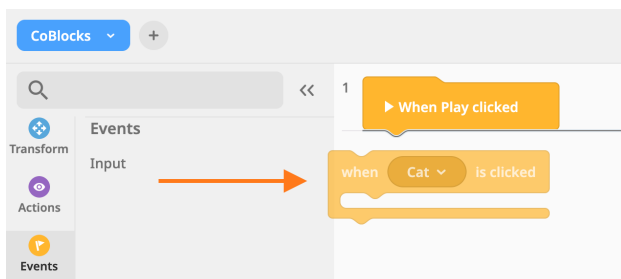 CoBlocks
+
Events
Input
Transform
Actions
Events
1
When Play clicked
when Cat is clicked